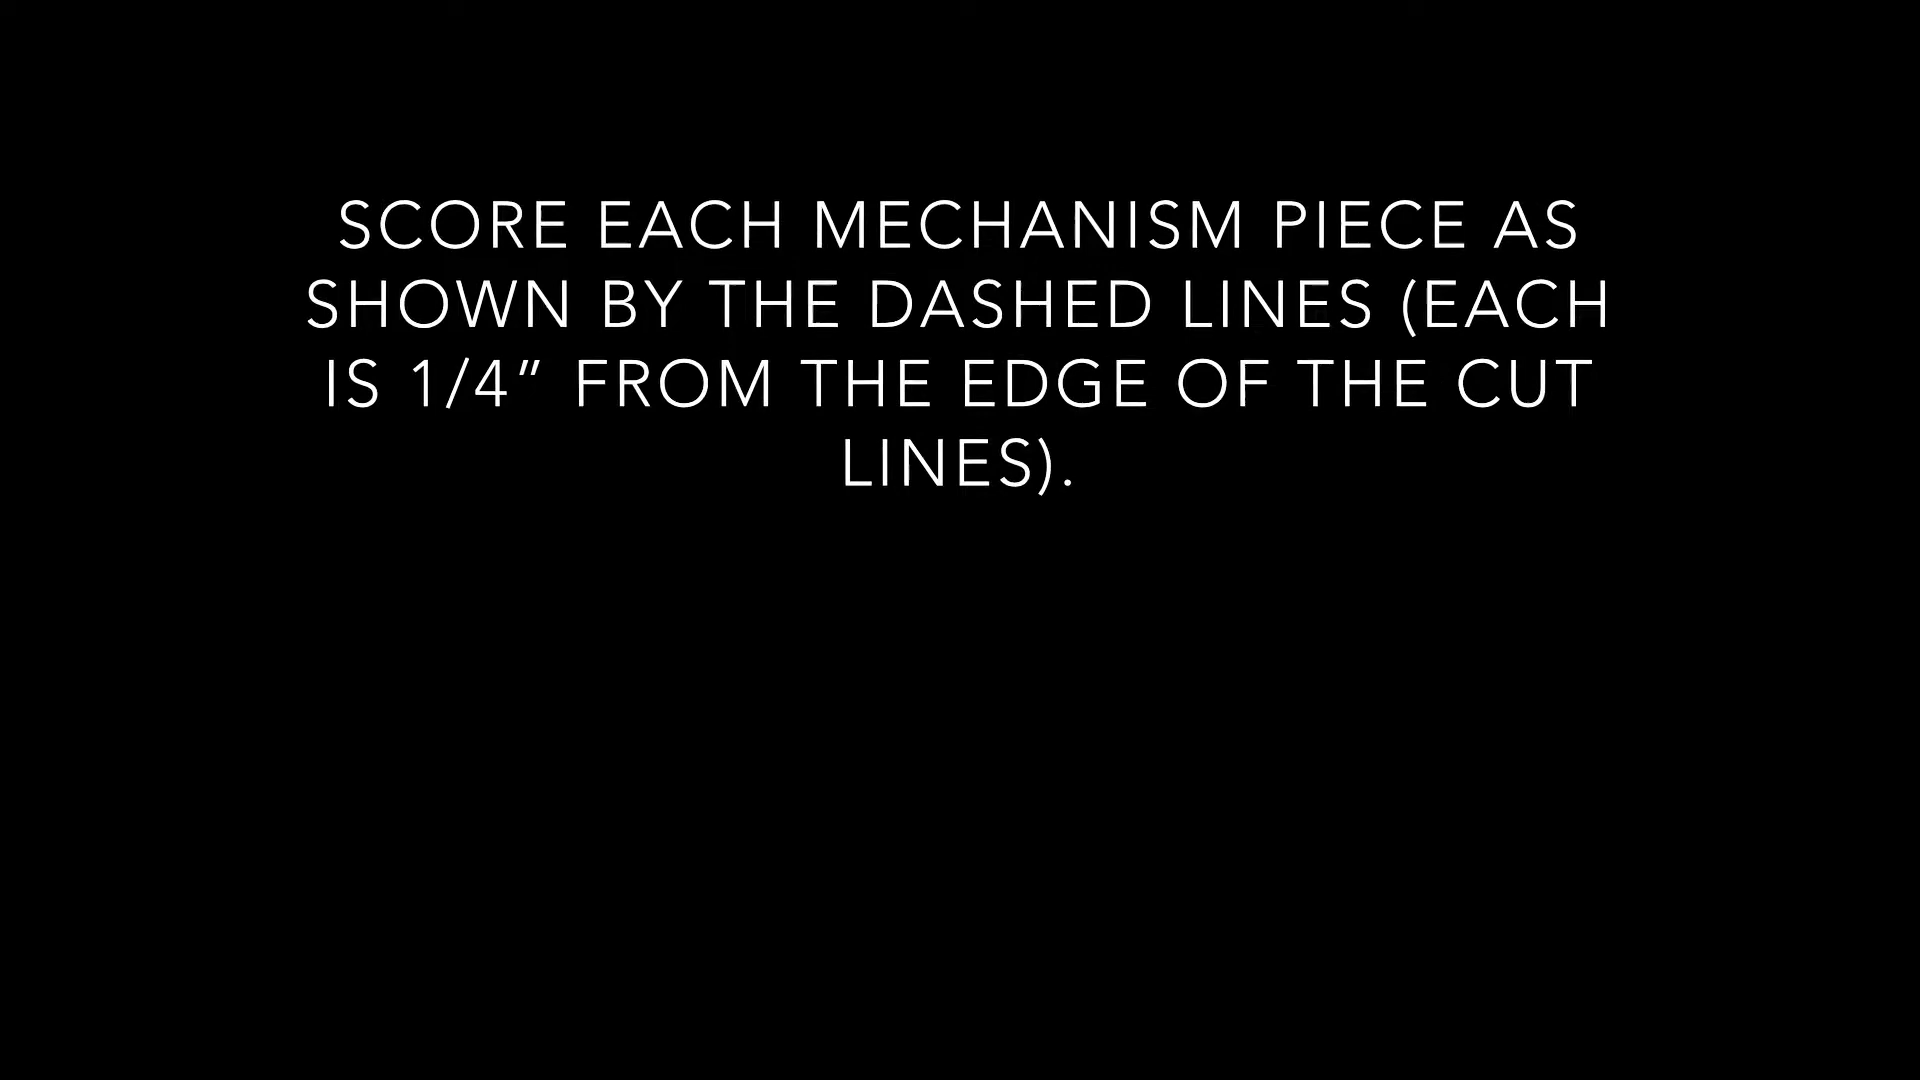 SCORE EACH MECHANISM PIECE AS
SHOWN BY THE DASHED LINES (EACH
IS 1/4” FROM THE EDGE OF THE CUT
LINES).